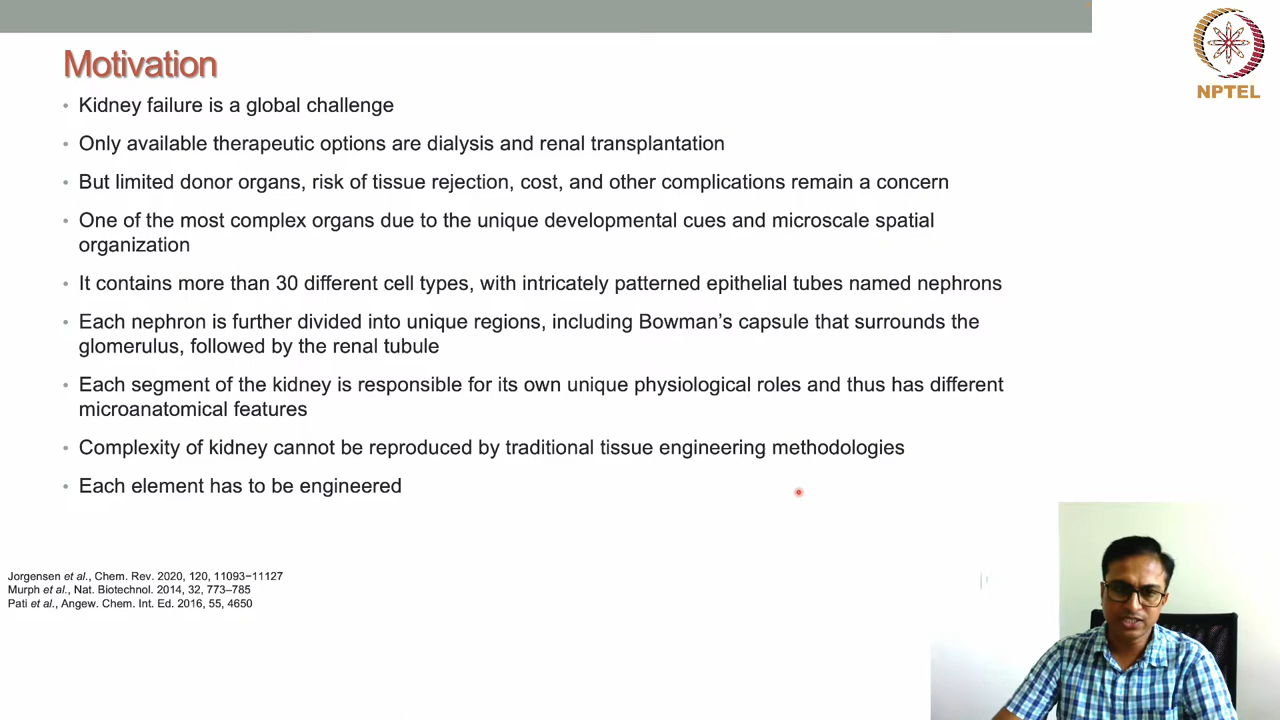 Motivation
NPTEL
• Kidney failure is a global challenge
• Only available therapeutic options are dialysis and renal transplantation
• But limited donor organs, risk of tissue rejection, cost, and other complications remain a concern
• One of the most complex organs due to the unique developmental cues and microscale spatial
organization
• It contains more than 30 different cell types, with intricately patterned epithelial tubes named nephrons
• Each nephron is further divided into unique regions, including Bowman’s capsule that surrounds the
glomerulus, followed by the renal tubule
• Each segment of the kidney is responsible for its own unique physiological roles and thus has different
microanatomical features
• Complexity of kidney cannot be reproduced by traditional tissue engineering methodologies
• Each element has to be engineered
Jorgensen et al., Chem. Rev. 2020, 120, 11093−11127
Murph et al., Nat. Biotechnol. 2014, 32, 773–785
Pati et al., Angew. Chem. Int. Ed. 2016, 55, 4650